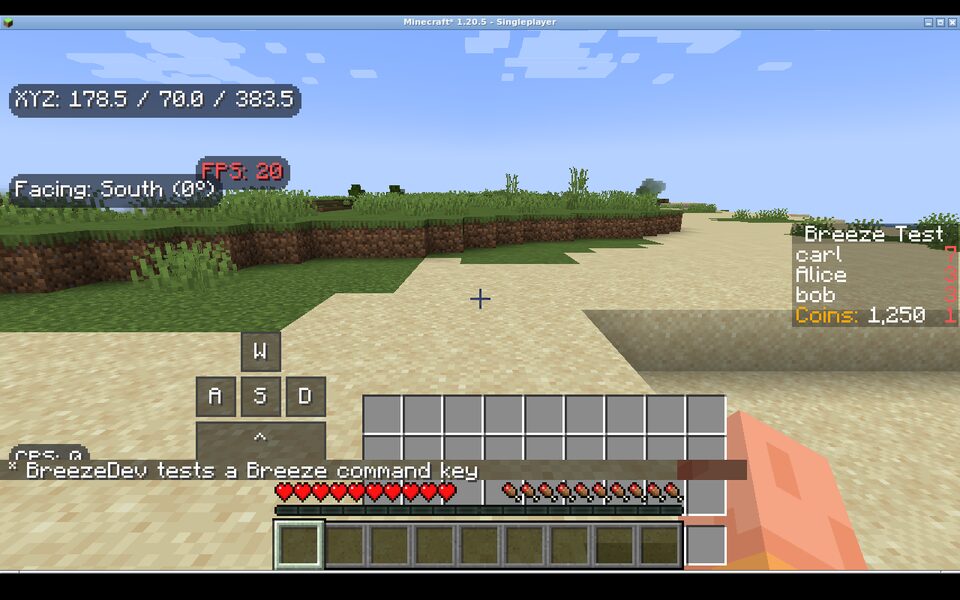 Minecraft* 1.20.5 - Singleplayer
XYZ: 178.5 / 70.0 / 383.5
FPS: 20
Facing: South (0°)
Breeze Test
carl 7
Alice
bob
Coins: 1,250 1
W
A S D
^
CPS: 0
* BreezeDev tests a Breeze command key